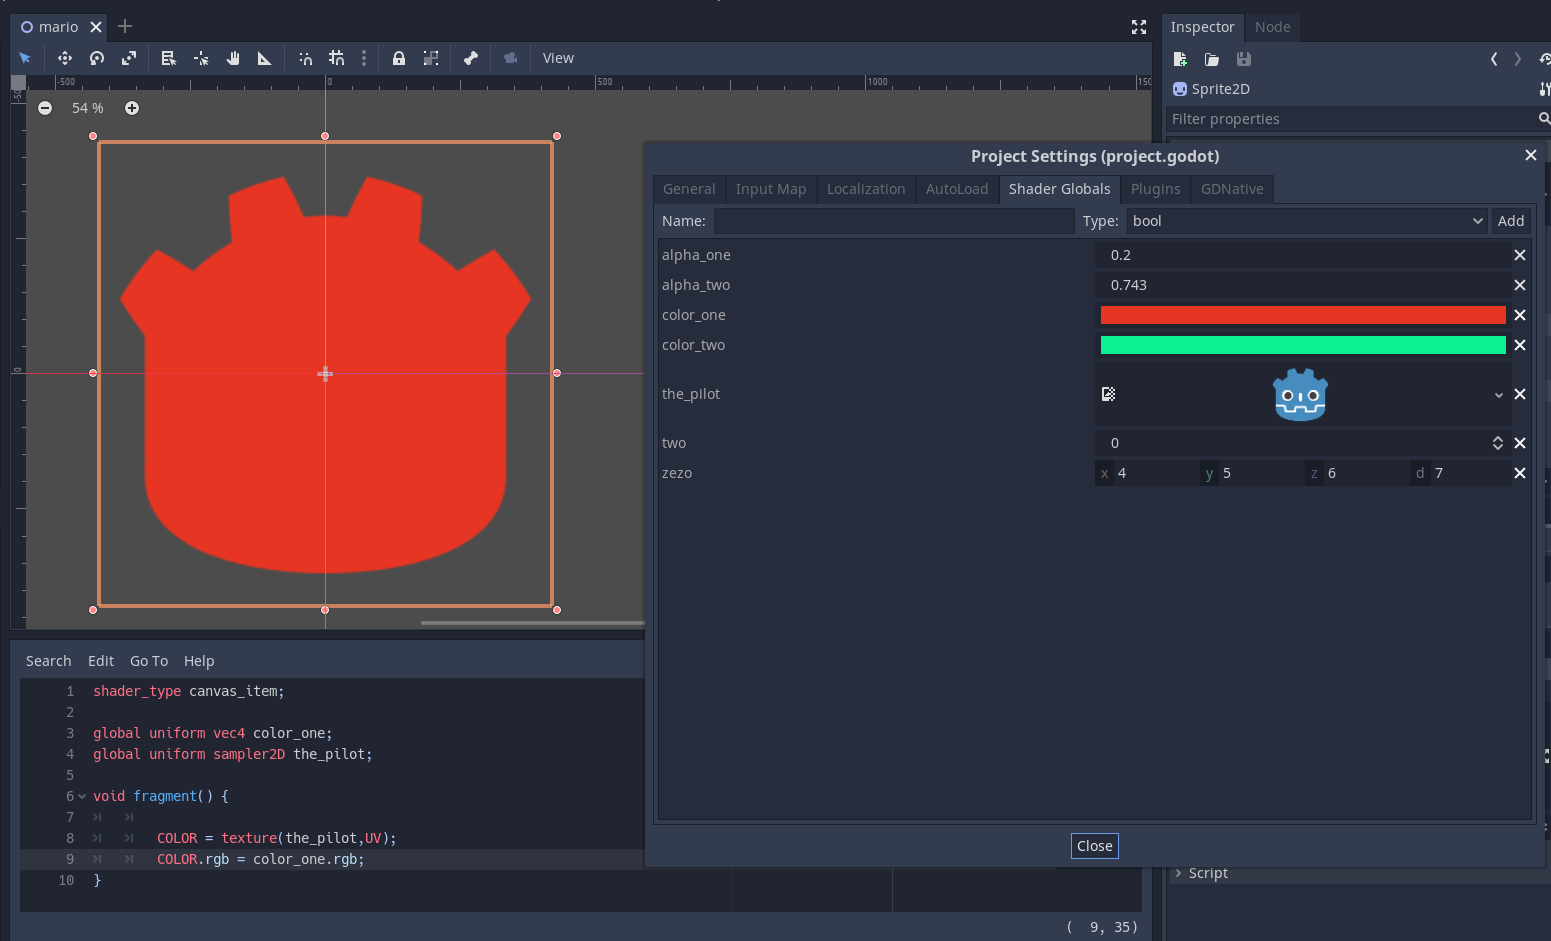 mario
Inspector Node
View
-500 0 500 1000 150
-50
0
54 %
Sprite2D
Filter properties
Project Settings (project.godot)
General Input Map Localization AutoLoad Shader Globals Plugins GDNative
Name: Type: bool Add
alpha_one 0.2
alpha_two 0.743
color_one
color_two
the_pilot
two 0
zezo x 4 y 5 z 6 d 7
Close
Script
Search Edit Go To Help
1 shader_type canvas_item;
2
3 global uniform vec4 color_one;
4 global uniform sampler2D the_pilot;
5
6 void fragment() {
7
8 COLOR = texture(the_pilot,UV);
9 COLOR.rgb = color_one.rgb;
10 }
( 9, 35)